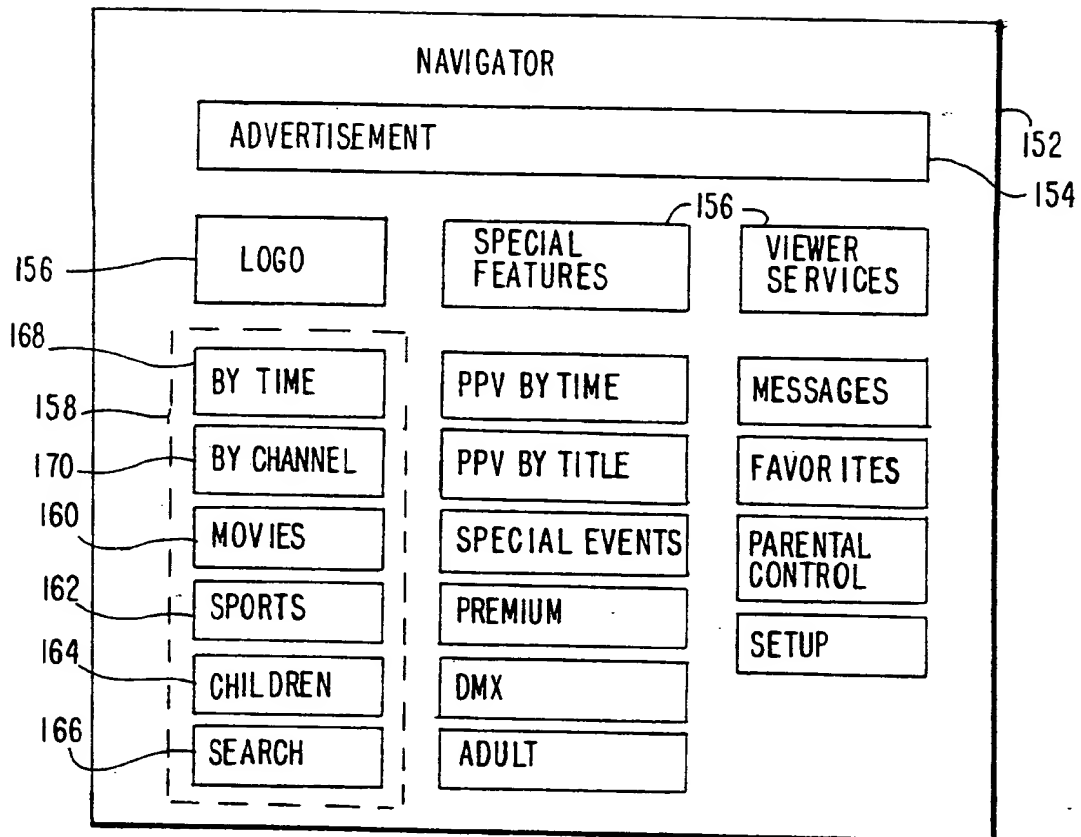 NAVIGATOR
ADVERTISEMENT
152
154
156
LOGO
SPECIAL
FEATURES
156
VIEWER
SERVICES
168
158
170
160
162
164
166
BY TIME
BY CHANNEL
MOVIES
SPORTS
CHILDREN
SEARCH
PPV BY TIME
PPV BY TITLE
SPECIAL EVENTS
PREMIUM
DMX
ADULT
MESSAGES
FAVORITES
PARENTAL
CONTROL
SETUP